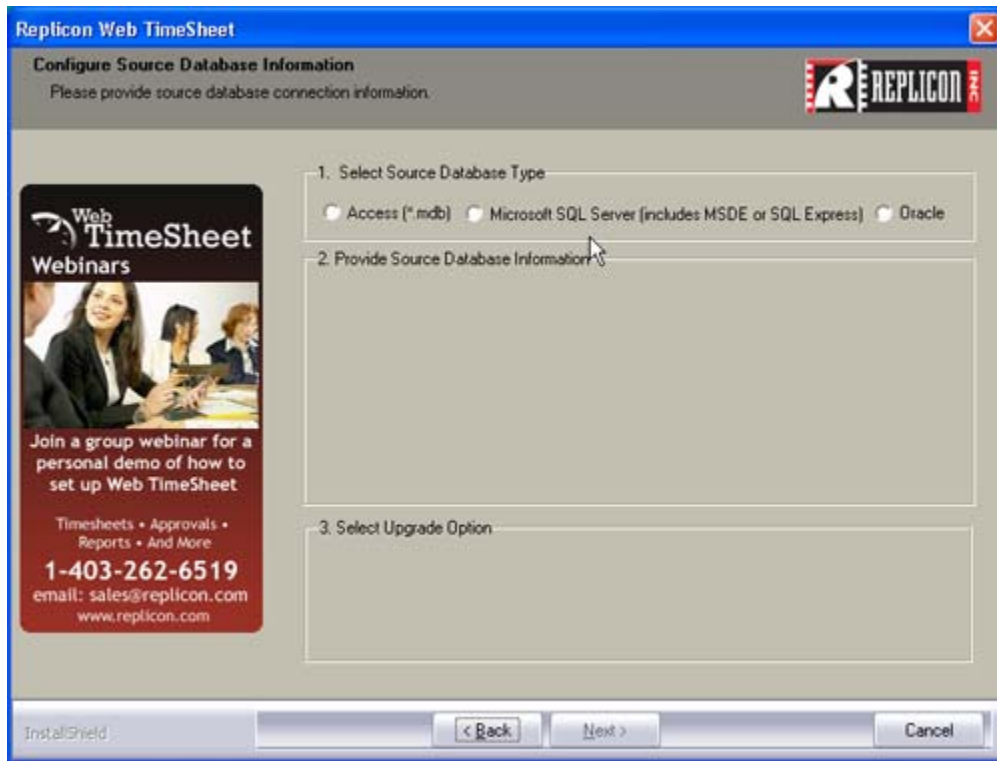 Replicon Web TimeSheet
Configure Source Database Information
Please provide source database connection information.
REPLICON INC
Web
TimeSheet
Webinars
Join a group webinar for a
personal demo of how to
set up Web TimeSheet
Timesheets • Approvals •
Reports • And More
1-403-262-6519
email: sales@replicon.com
www.replicon.com
1. Select Source Database Type
Access (*.mdb) Microsoft SQL Server (includes MSDE or SQL Express) Oracle
2. Provide Source Database Information
3. Select Upgrade Option
InstallShield
< Back Next > Cancel